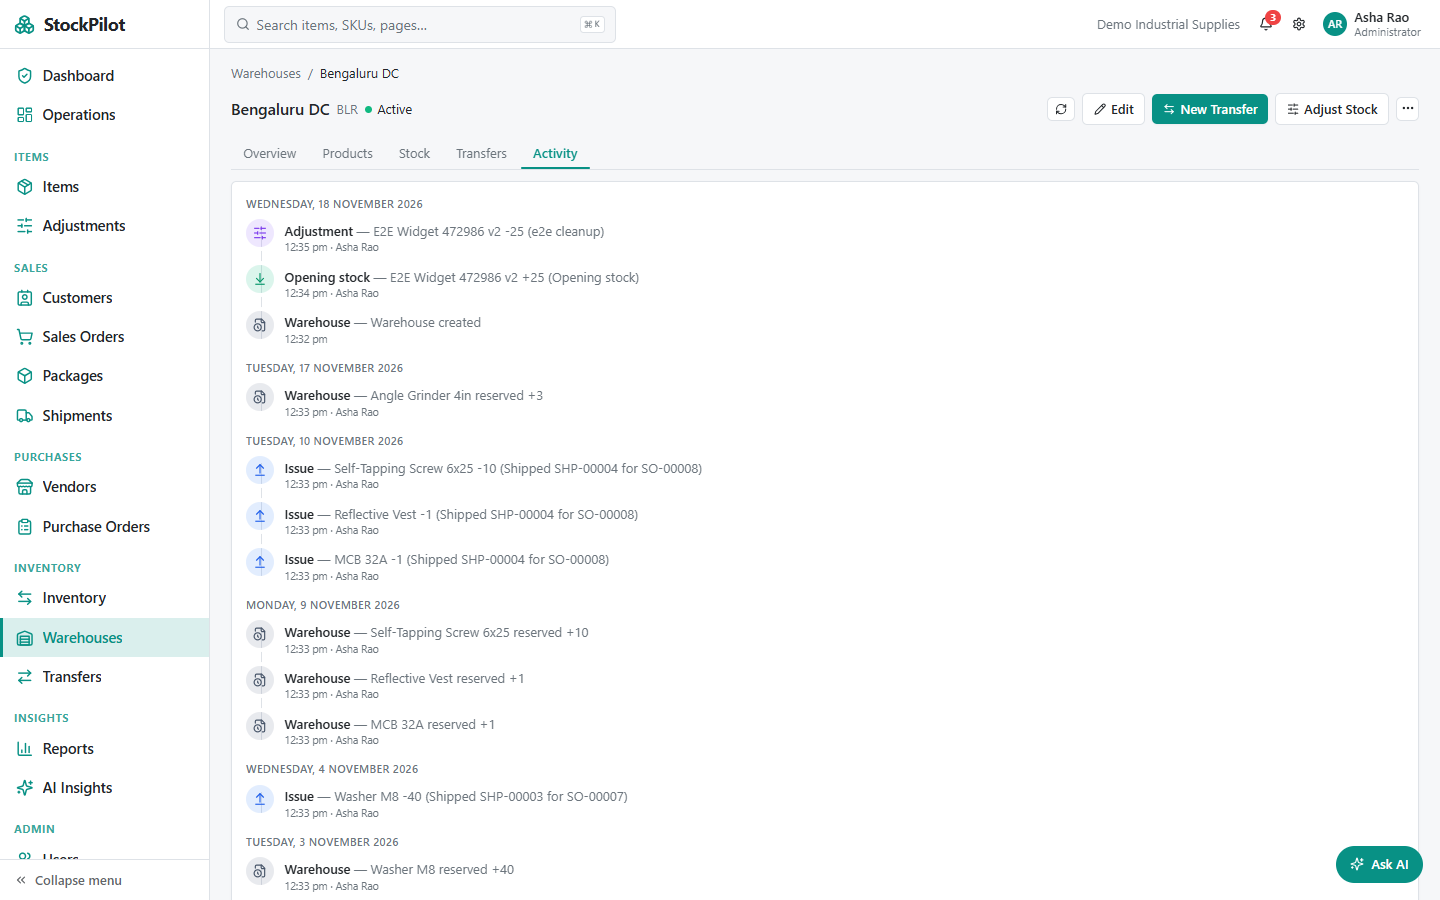 StockPilot
Search items, SKUs, pages...
⌘K
Demo Industrial Supplies
3
AR
Asha Rao
Administrator
Dashboard
Operations
ITEMS
Items
Adjustments
SALES
Customers
Sales Orders
Packages
Shipments
PURCHASES
Vendors
Purchase Orders
INVENTORY
Inventory
Warehouses
Transfers
INSIGHTS
Reports
AI Insights
ADMIN
Users
Collapse menu
Warehouses / Bengaluru DC
Bengaluru DC BLR Active
Edit
New Transfer
Adjust Stock
Overview Products Stock Transfers Activity
WEDNESDAY, 18 NOVEMBER 2026
Adjustment — E2E Widget 472986 v2 -25 (e2e cleanup)
12:35 pm · Asha Rao
Opening stock — E2E Widget 472986 v2 +25 (Opening stock)
12:34 pm · Asha Rao
Warehouse — Warehouse created
12:32 pm
TUESDAY, 17 NOVEMBER 2026
Warehouse — Angle Grinder 4in reserved +3
12:33 pm · Asha Rao
TUESDAY, 10 NOVEMBER 2026
Issue — Self-Tapping Screw 6x25 -10 (Shipped SHP-00004 for SO-00008)
12:33 pm · Asha Rao
Issue — Reflective Vest -1 (Shipped SHP-00004 for SO-00008)
12:33 pm · Asha Rao
Issue — MCB 32A -1 (Shipped SHP-00004 for SO-00008)
12:33 pm · Asha Rao
MONDAY, 9 NOVEMBER 2026
Warehouse — Self-Tapping Screw 6x25 reserved +10
12:33 pm · Asha Rao
Warehouse — Reflective Vest reserved +1
12:33 pm · Asha Rao
Warehouse — MCB 32A reserved +1
12:33 pm · Asha Rao
WEDNESDAY, 4 NOVEMBER 2026
Issue — Washer M8 -40 (Shipped SHP-00003 for SO-00007)
12:33 pm · Asha Rao
TUESDAY, 3 NOVEMBER 2026
Warehouse — Washer M8 reserved +40
12:33 pm · Asha Rao
Ask AI